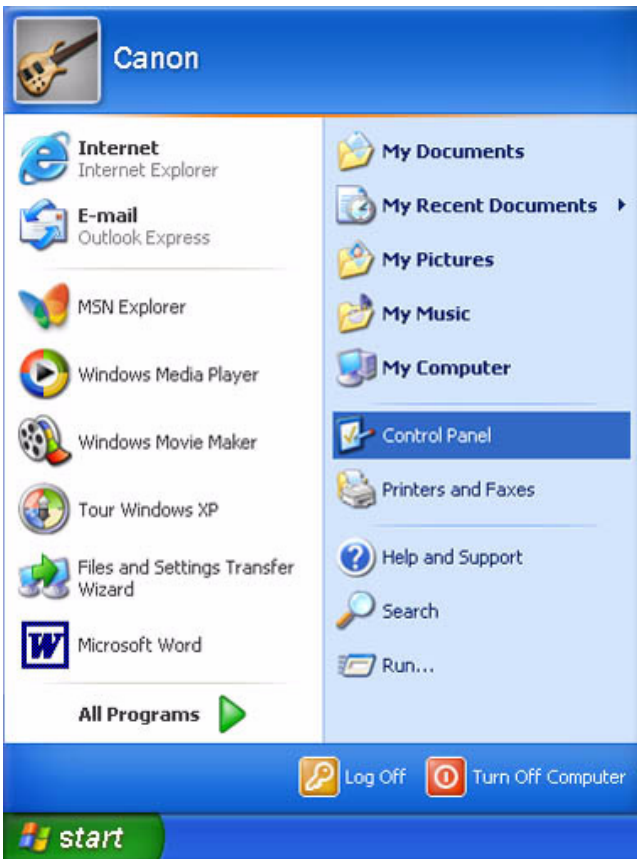 Canon
Internet
Internet Explorer
E-mail
Outlook Express
MSN Explorer
Windows Media Player
Windows Movie Maker
Tour Windows XP
Files and Settings Transfer
Wizard
W
Microsoft Word
All Programs
My Documents
My Recent Documents
My Pictures
My Music
My Computer
Control Panel
Printers and Faxes
Help and Support
Search
Run...
Log Off
Turn Off Computer
start